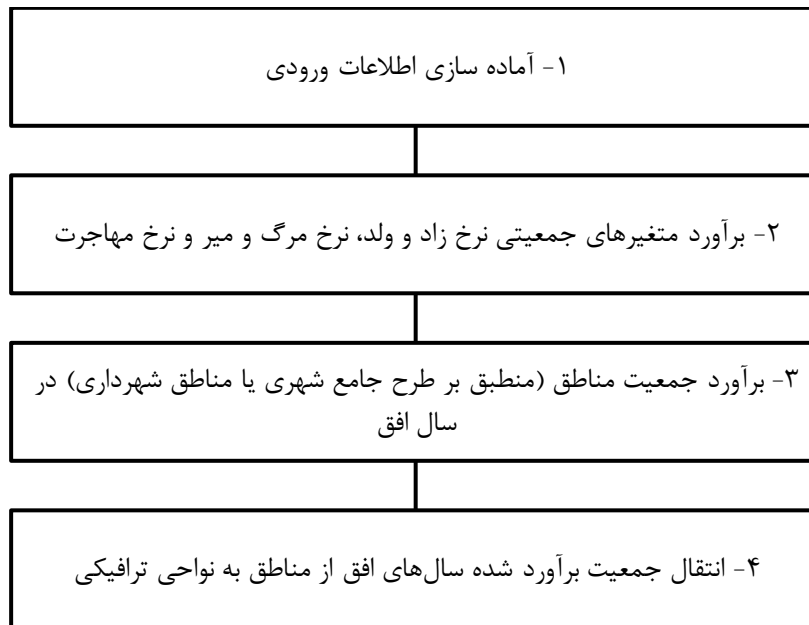 ۱- آماده سازی اطلاعات ورودی
۲- برآورد متغیرهای جمعیتی نرخ زاد و ولد، نرخ مرگ و میر و نرخ مهاجرت
۳- برآورد جمعیت مناطق (منطبق بر طرح جامع شهری یا مناطق شهرداری) در
سال افق
۴- انتقال جمعیت برآورد شده سال‌های افق از مناطق به نواحی ترافیکی